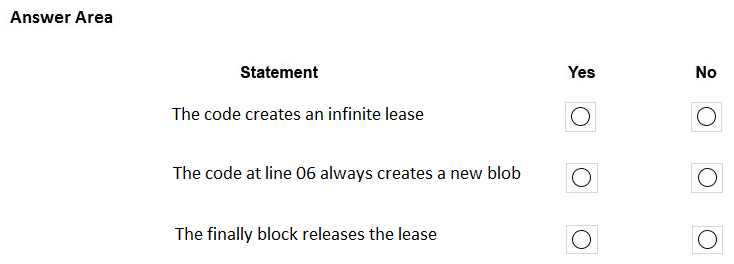 Answer Area
Statement Yes No
The code creates an infinite lease
The code at line 06 always creates a new blob
The finally block releases the lease